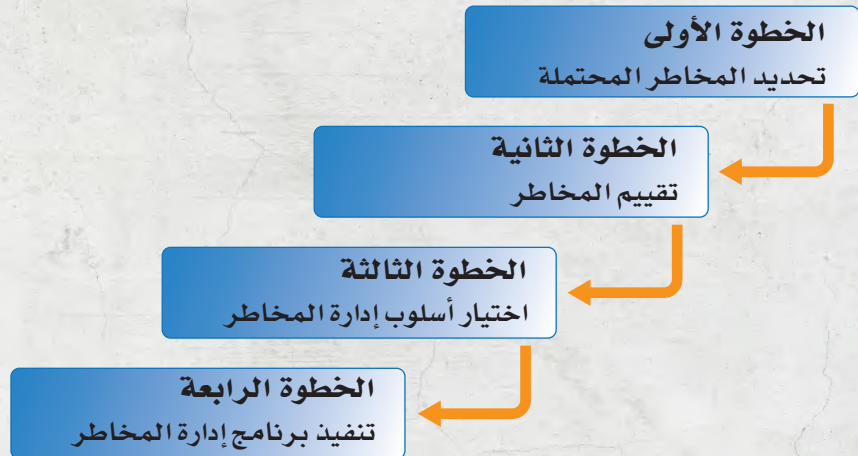 الخطوة الأولى
تحديد المخاطر المحتملة
الخطوة الثانية
تقييم المخاطر
الخطوة الثالثة
اختيار أسلوب إدارة المخاطر
الخطوة الرابعة
تنفيذ برنامج إدارة المخاطر